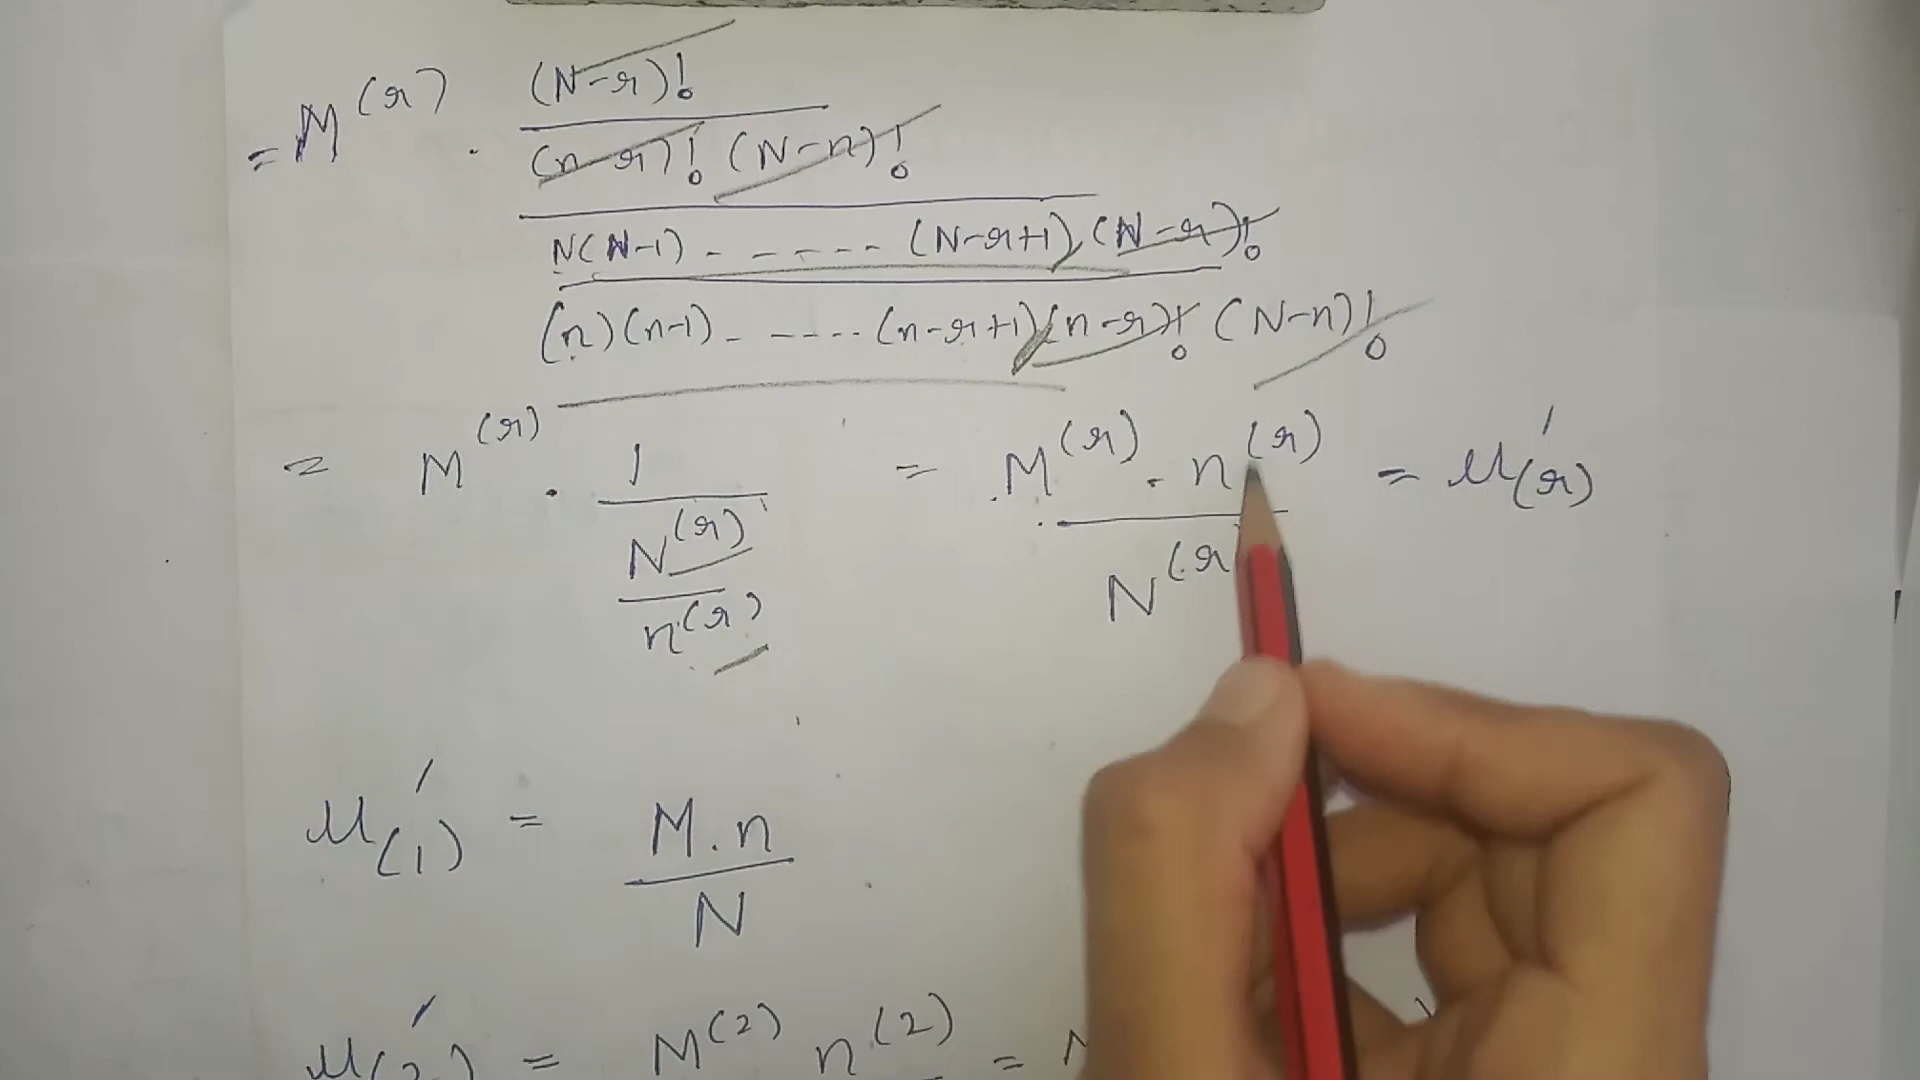 = M^(r) . (N-r)!
(n-r)! (N-n)!
N(N-1) - - - - - - (N-r+1) (N-r)!
(n)(n-1) - - - - - - (n-r+1) (n-r)! (N-n)!
= M^(r) . 1 / (N^(r) / n^(r)) = M^(r) . n^(r) / N^(r = μ'(r)
μ'(1) = M.n / N
μ'(2) = M^(2) n^(2) =